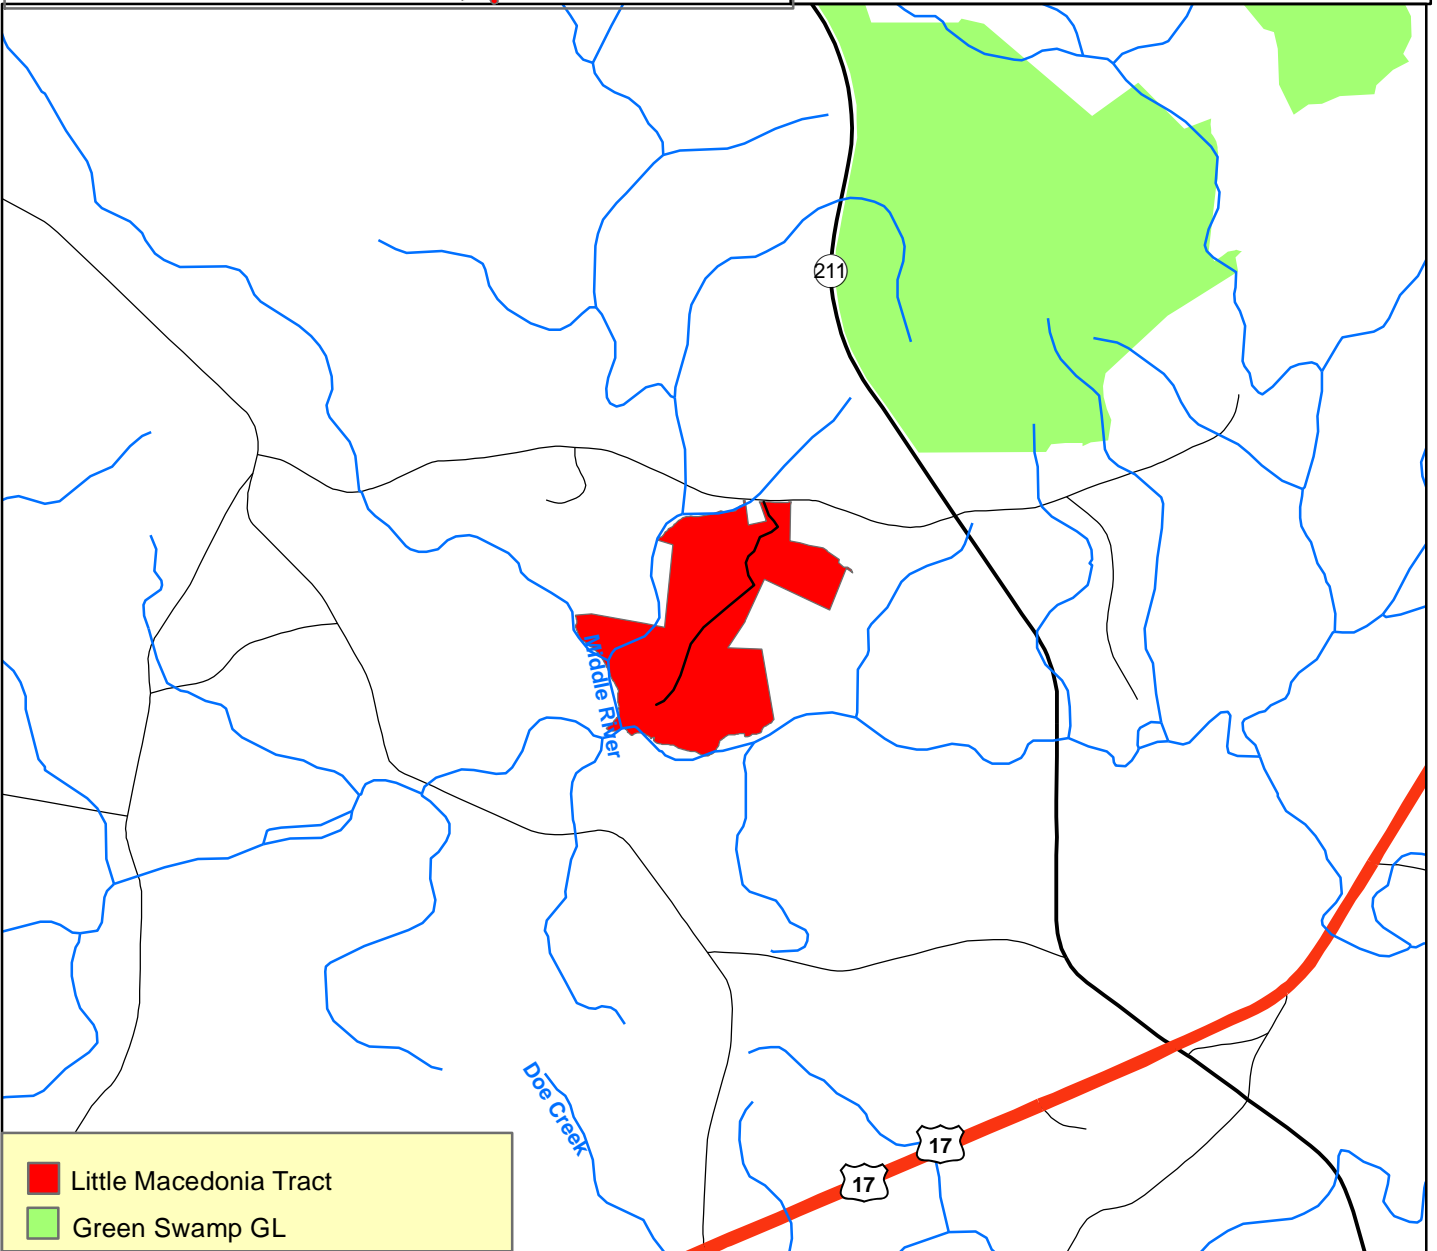 211
Middle River
Doe Creek
17
17
Little Macedonia Tract
Green Swamp GL